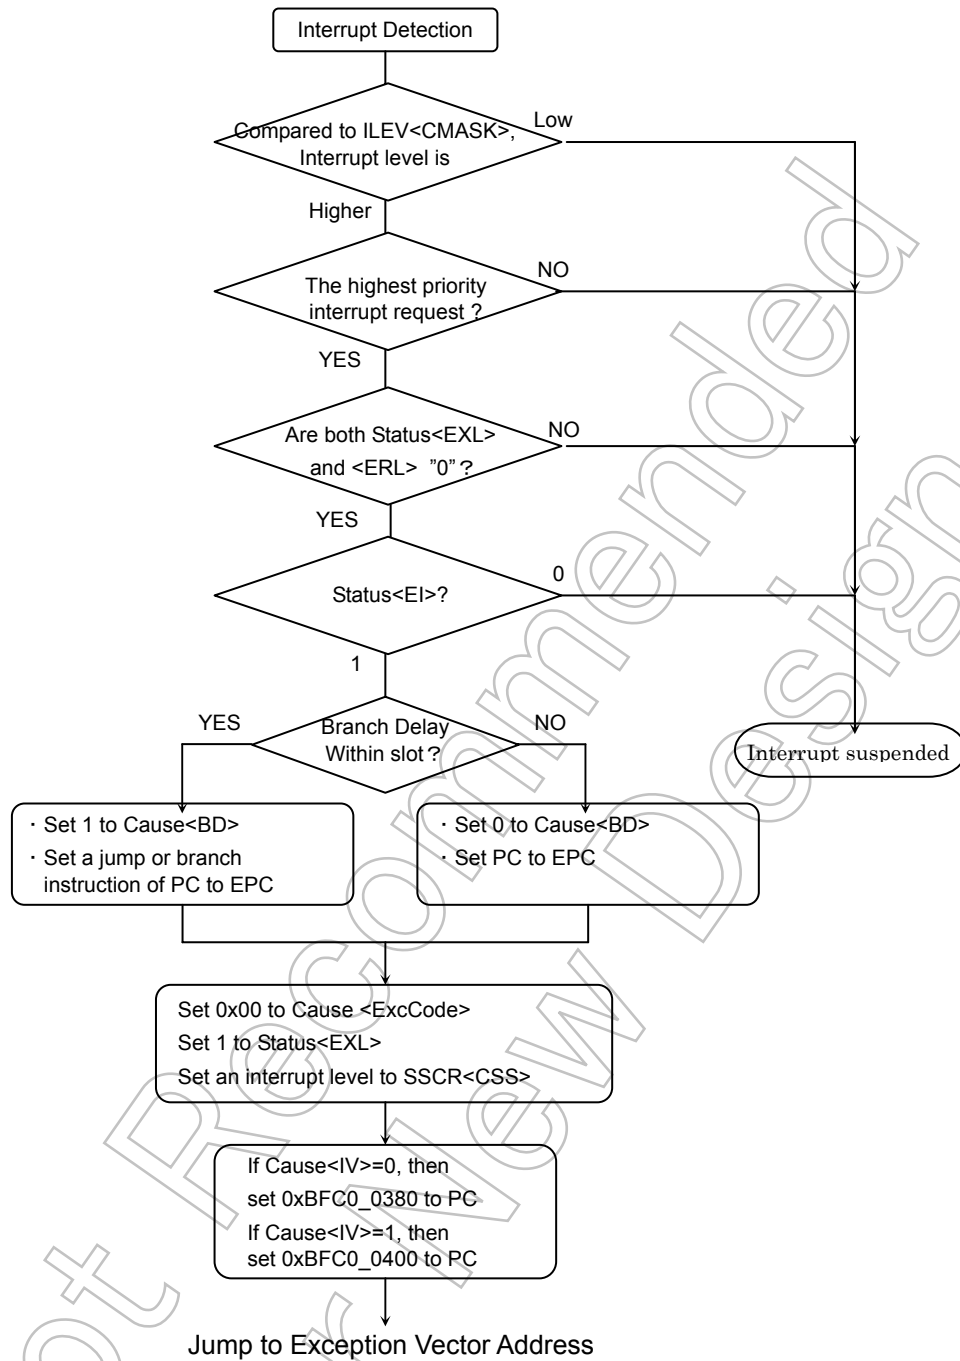 Interrupt Detection
Compared to ILEV<CMASK>,
Interrupt level is
Low
Higher
The highest priority
interrupt request ?
NO
YES
Are both Status<EXL>
and <ERL> ”0”?
NO
YES
Status<EI>?
0
1
Branch Delay
Within slot?
YES
NO
Interrupt suspended
・Set 1 to Cause<BD>
・Set a jump or branch
instruction of PC to EPC
・Set 0 to Cause<BD>
・Set PC to EPC
Set 0x00 to Cause <ExcCode>
Set 1 to Status<EXL>
Set an interrupt level to SSCR<CSS>
If Cause<IV>=0, then
set 0xBFC0_0380 to PC
If Cause<IV>=1, then
set 0xBFC0_0400 to PC
Jump to Exception Vector Address
ot Recommended
r New Design